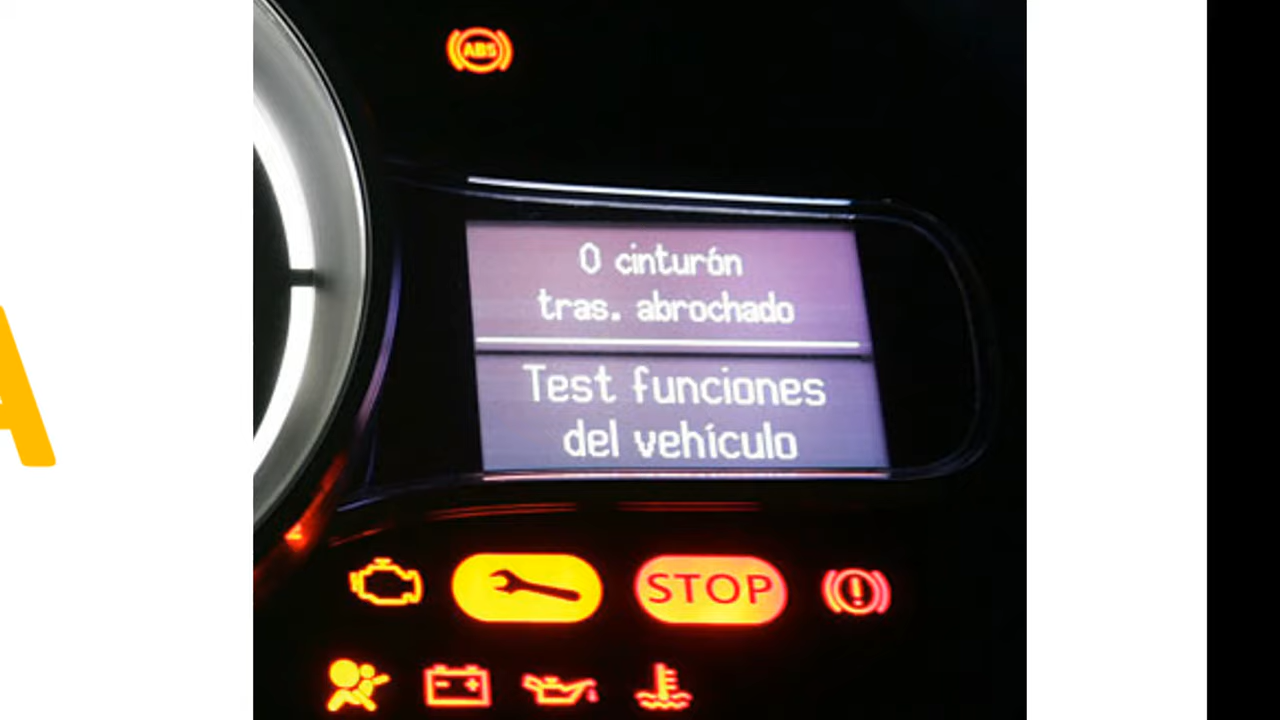 A
ABS
0 cinturón
tras. abrochado
Test funciones
del vehículo
STOP